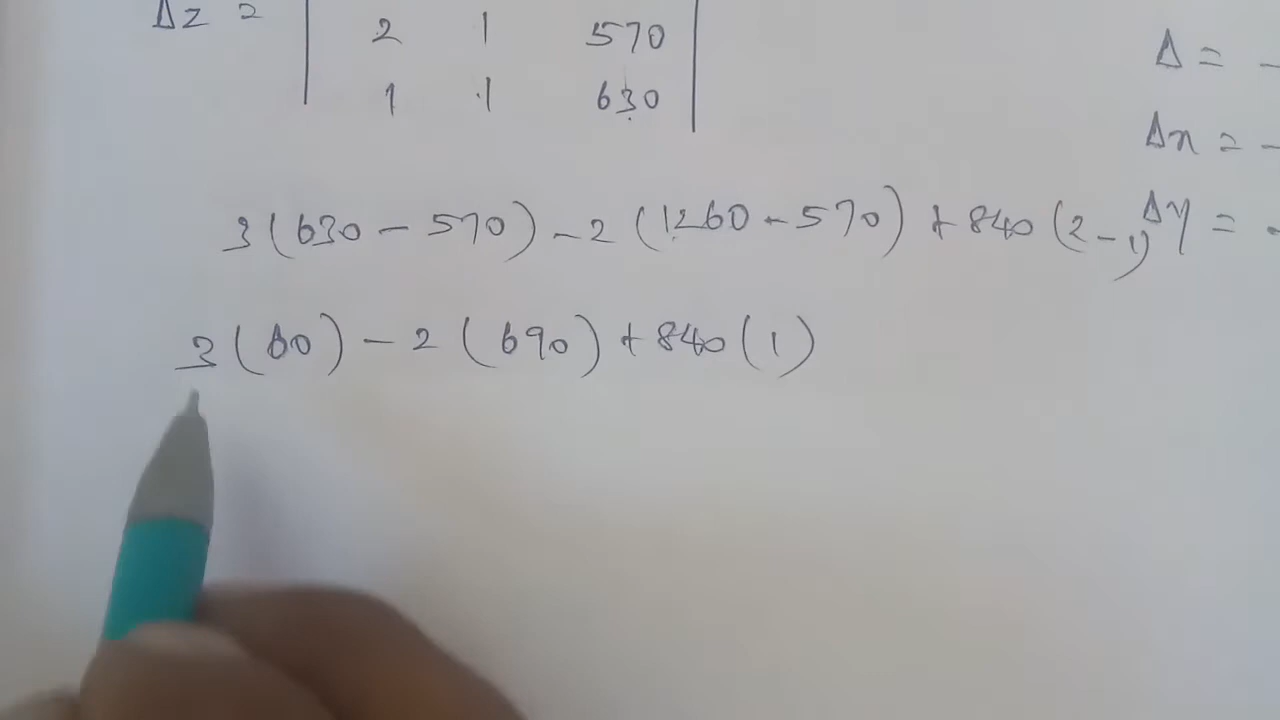 Δz = 2 1 570
1 1 630
Δ = -
Δx = -
Δy = -
3 (630 - 570) - 2 (1260 - 570) + 840 (2 - 1)
3 (60) - 2 (690) + 840 (1)